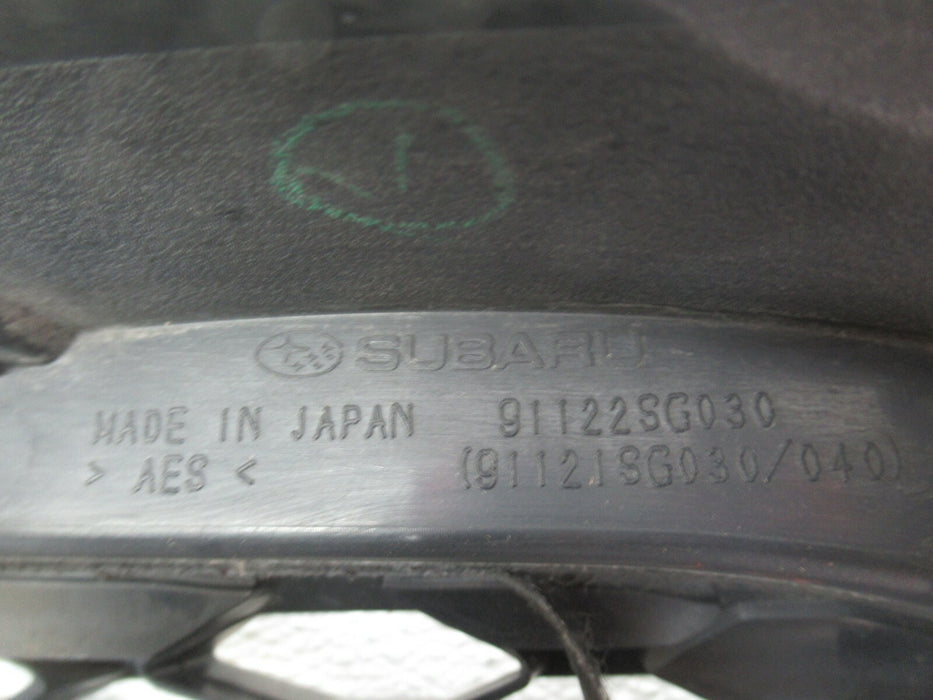 SUBARU
MADE IN JAPAN 91122SG030
> AES < (91121SG030/040)